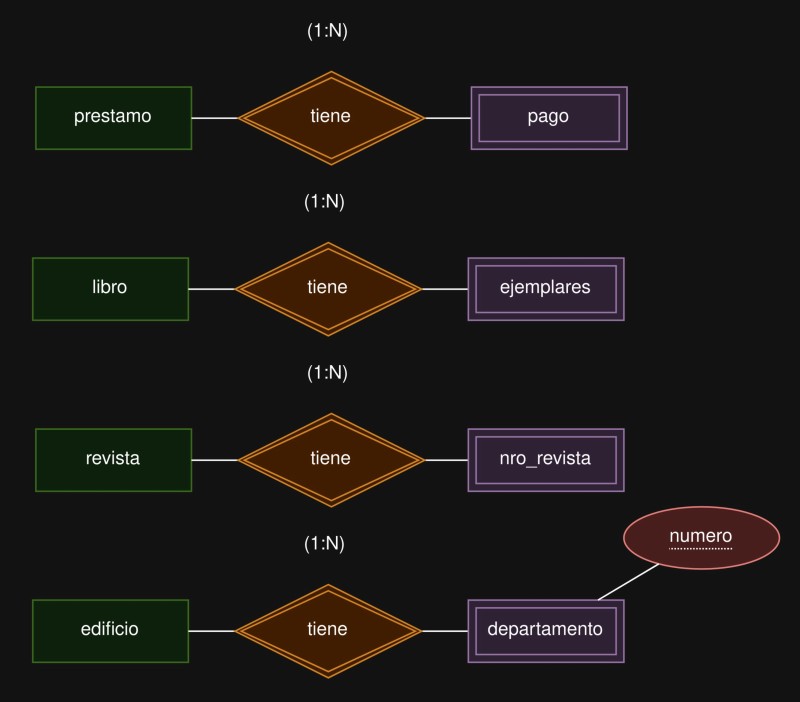 (1:N)
prestamo tiene pago
(1:N)
libro tiene ejemplares
(1:N)
revista tiene nro_revista
numero
(1:N)
edificio tiene departamento